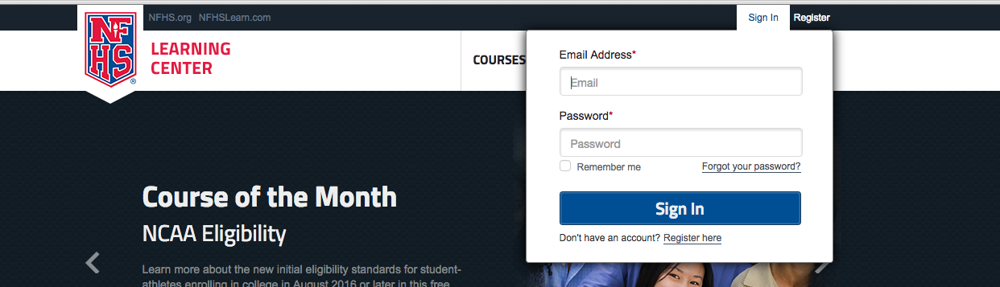 NFHS.org NFHSLearn.com Sign In Register
NF
HS
®
LEARNING
CENTER
COURSES
Email Address*
Email
Password*
Password
Remember me Forgot your password?
Sign In
Don't have an account? Register here
Course of the Month
NCAA Eligibility
Learn more about the new initial eligibility standards for student-
athletes enrolling in college in August 2016 or later in this free